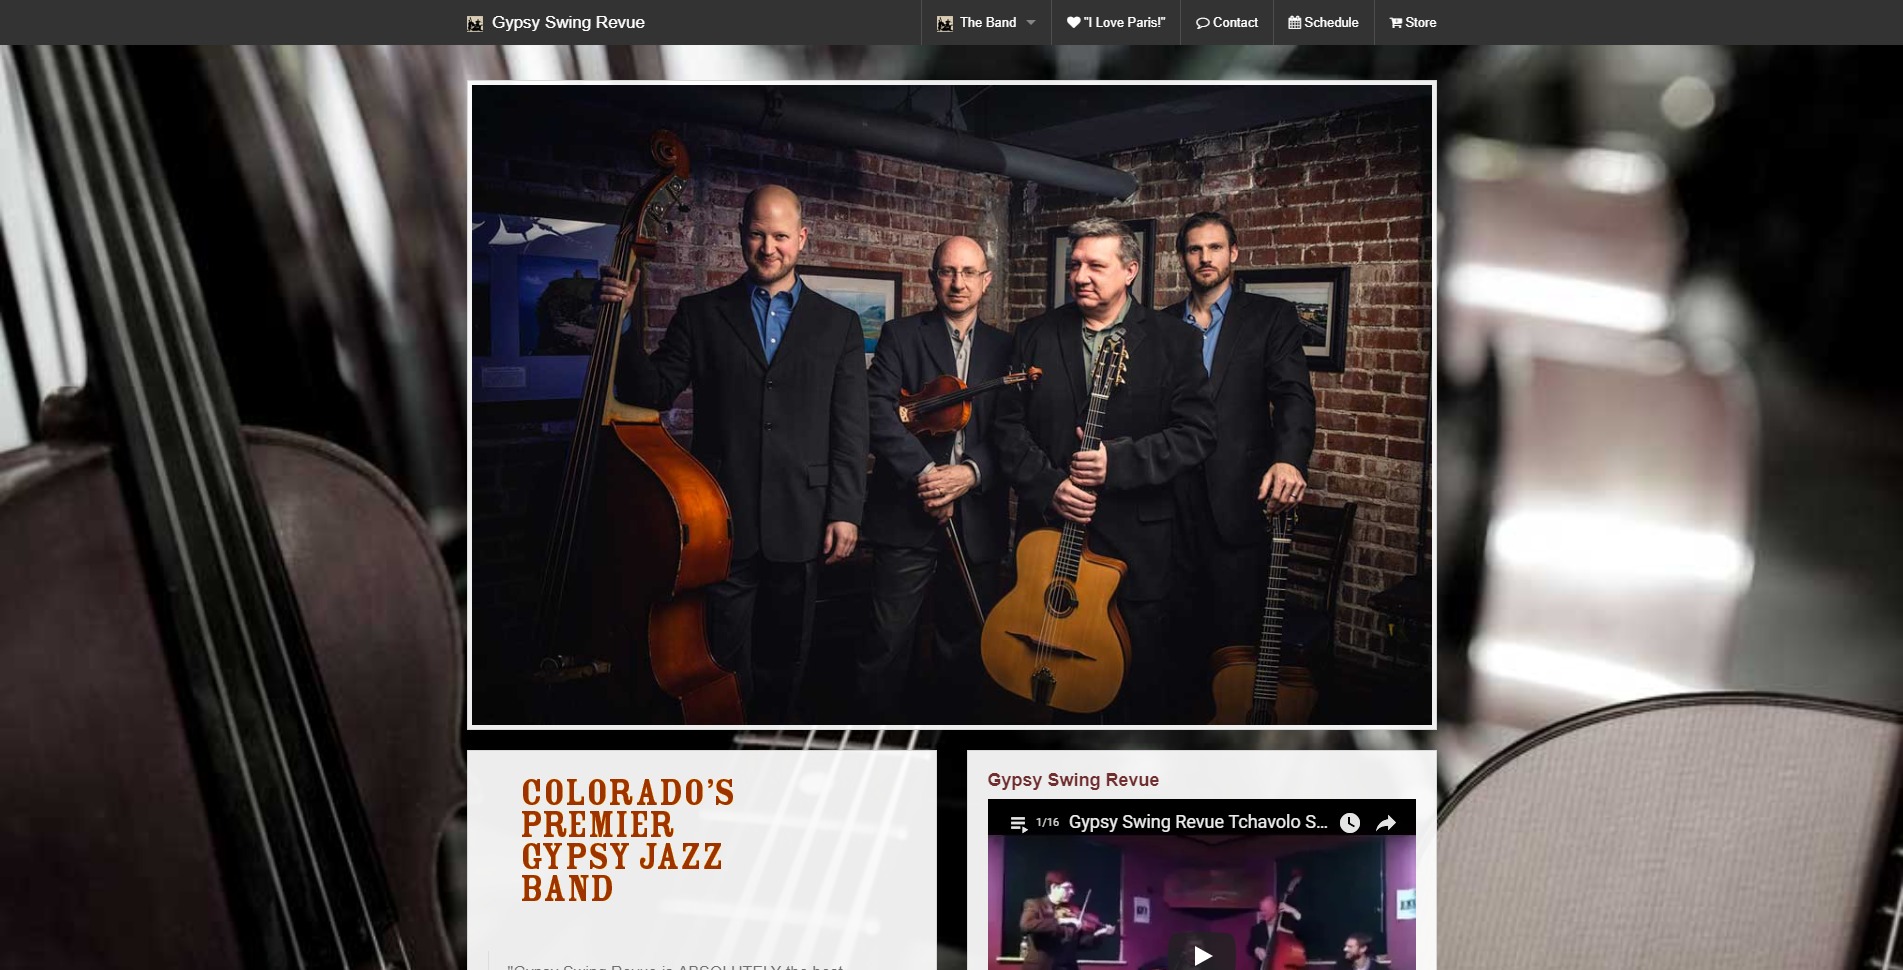 Gypsy Swing Revue
The Band
"I Love Paris!"
Contact
Schedule
Store
COLORADO'S
PREMIER
GYPSY JAZZ
BAND
"Gypsy Swing Revue is ABSOLUTELY the best
Gypsy Swing Revue
1/16 Gypsy Swing Revue Tchavolo S...